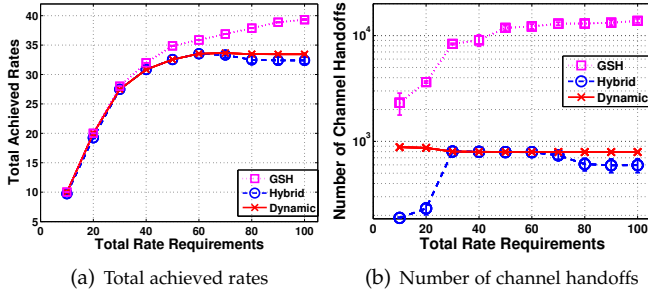 40
35
30
25
20
15
10
5
Total Achieved Rates
GSH
Hybrid
Dynamic
0 20 40 60 80 100
Total Rate Requirements
(a) Total achieved rates
10^4
10^3
Number of Channel Handoffs
GSH
Hybrid
Dynamic
0 20 40 60 80 100
Total Rate Requirements
(b) Number of channel handoffs